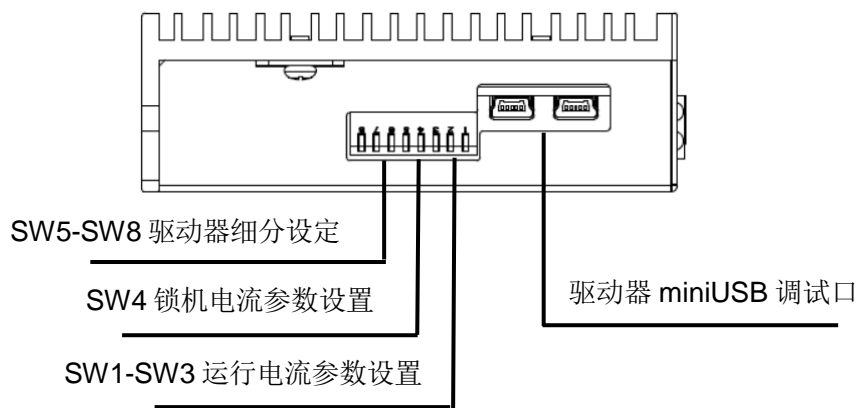 SW5-SW8 驱动器细分设定
SW4 锁机电流参数设置
驱动器 miniUSB 调试口
SW1-SW3 运行电流参数设置